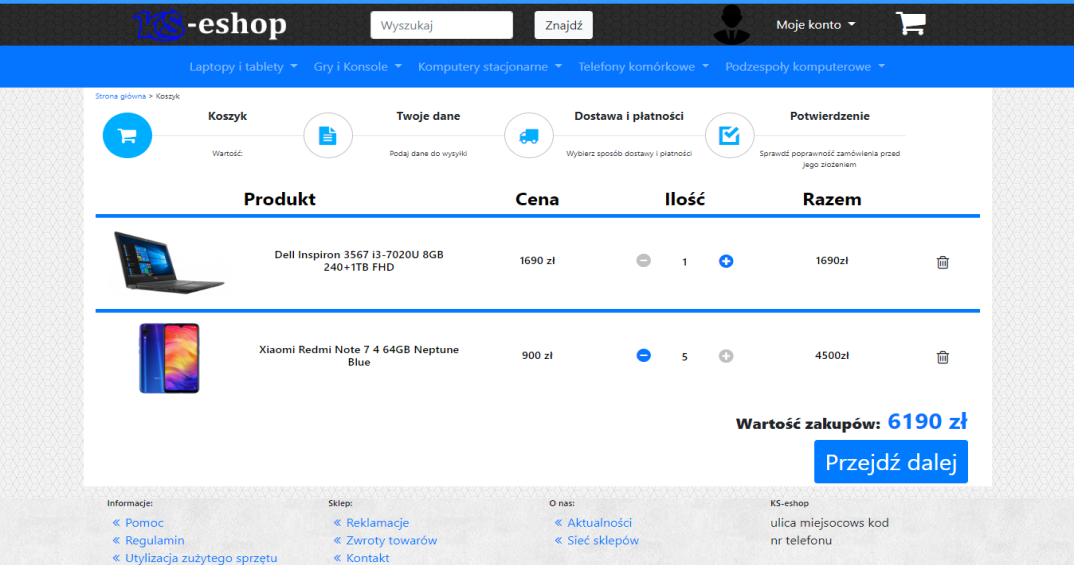 KS-eshop
Wyszukaj
Znajdź
Moje konto
Laptopy i tablety Gry i Konsole Komputery stacjonarne Telefony komórkowe Podzespoły komputerowe
Strona główna > Koszyk
Koszyk
Wartość:
Twoje dane
Podaj dane do wysyłki
Dostawa i płatności
Wybierz sposób dostawy i płatności
Potwierdzenie
Sprawdź poprawność zamówienia przed
jego złożeniem
Produkt Cena Ilość Razem
Dell Inspiron 3567 i3-7020U 8GB
240+1TB FHD
1690 zł
1
1690zł
Xiaomi Redmi Note 7 4 64GB Neptune
Blue
900 zł
5
4500zł
Wartość zakupów: 6190 zł
Przejdź dalej
Informacje:
« Pomoc
« Regulamin
« Utylizacja zużytego sprzętu
Sklep:
« Reklamacje
« Zwroty towarów
« Kontakt
O nas:
« Aktualności
« Sieć sklepów
KS-eshop
ulica miejsocows kod
nr telefonu